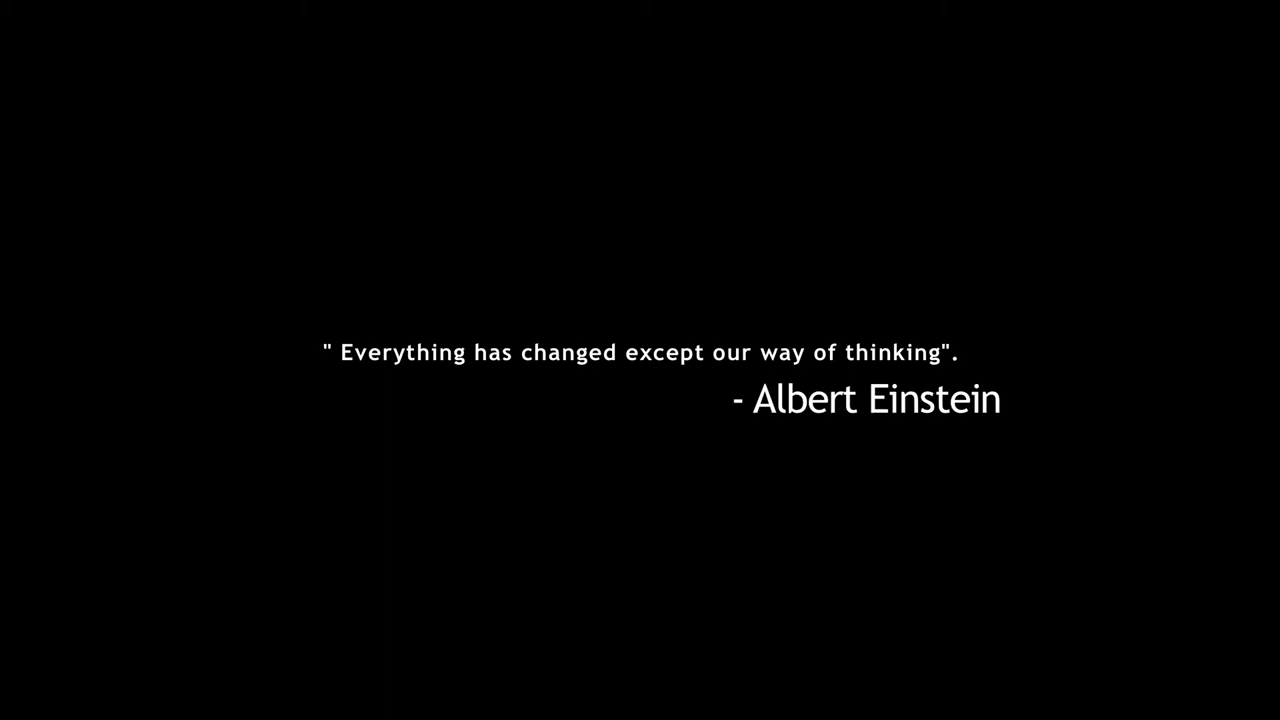 " Everything has changed except our way of thinking".
- Albert Einstein